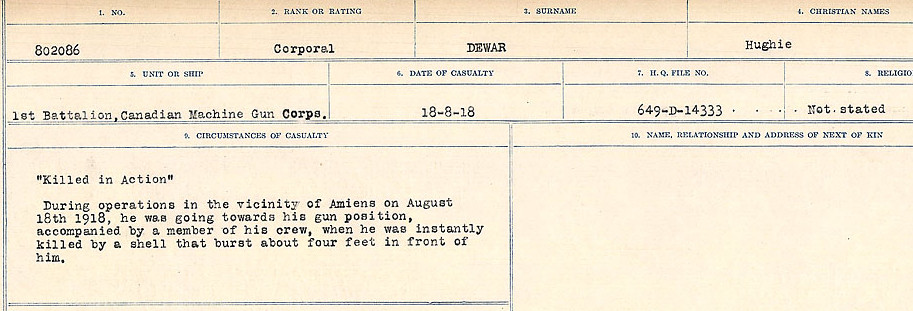 1. NO. 2. RANK OR RATING 3. SURNAME 4. CHRISTIAN NAMES
802086 Corporal DEWAR Hughie
5. UNIT OR SHIP 6. DATE OF CASUALTY 7. H.Q. FILE NO. 8. RELIGIO
1st Battalion, Canadian Machine Gun Corps. 18-8-18 649-D-14333 . . . . Not stated
9. CIRCUMSTANCES OF CASUALTY 10. NAME, RELATIONSHIP AND ADDRESS OF NEXT OF KIN
"Killed in Action"
During operations in the vicinity of Amiens on August
18th 1918, he was going towards his gun position,
accompanied by a member of his crew, when he was instantly
killed by a shell that burst about four feet in front of
him.